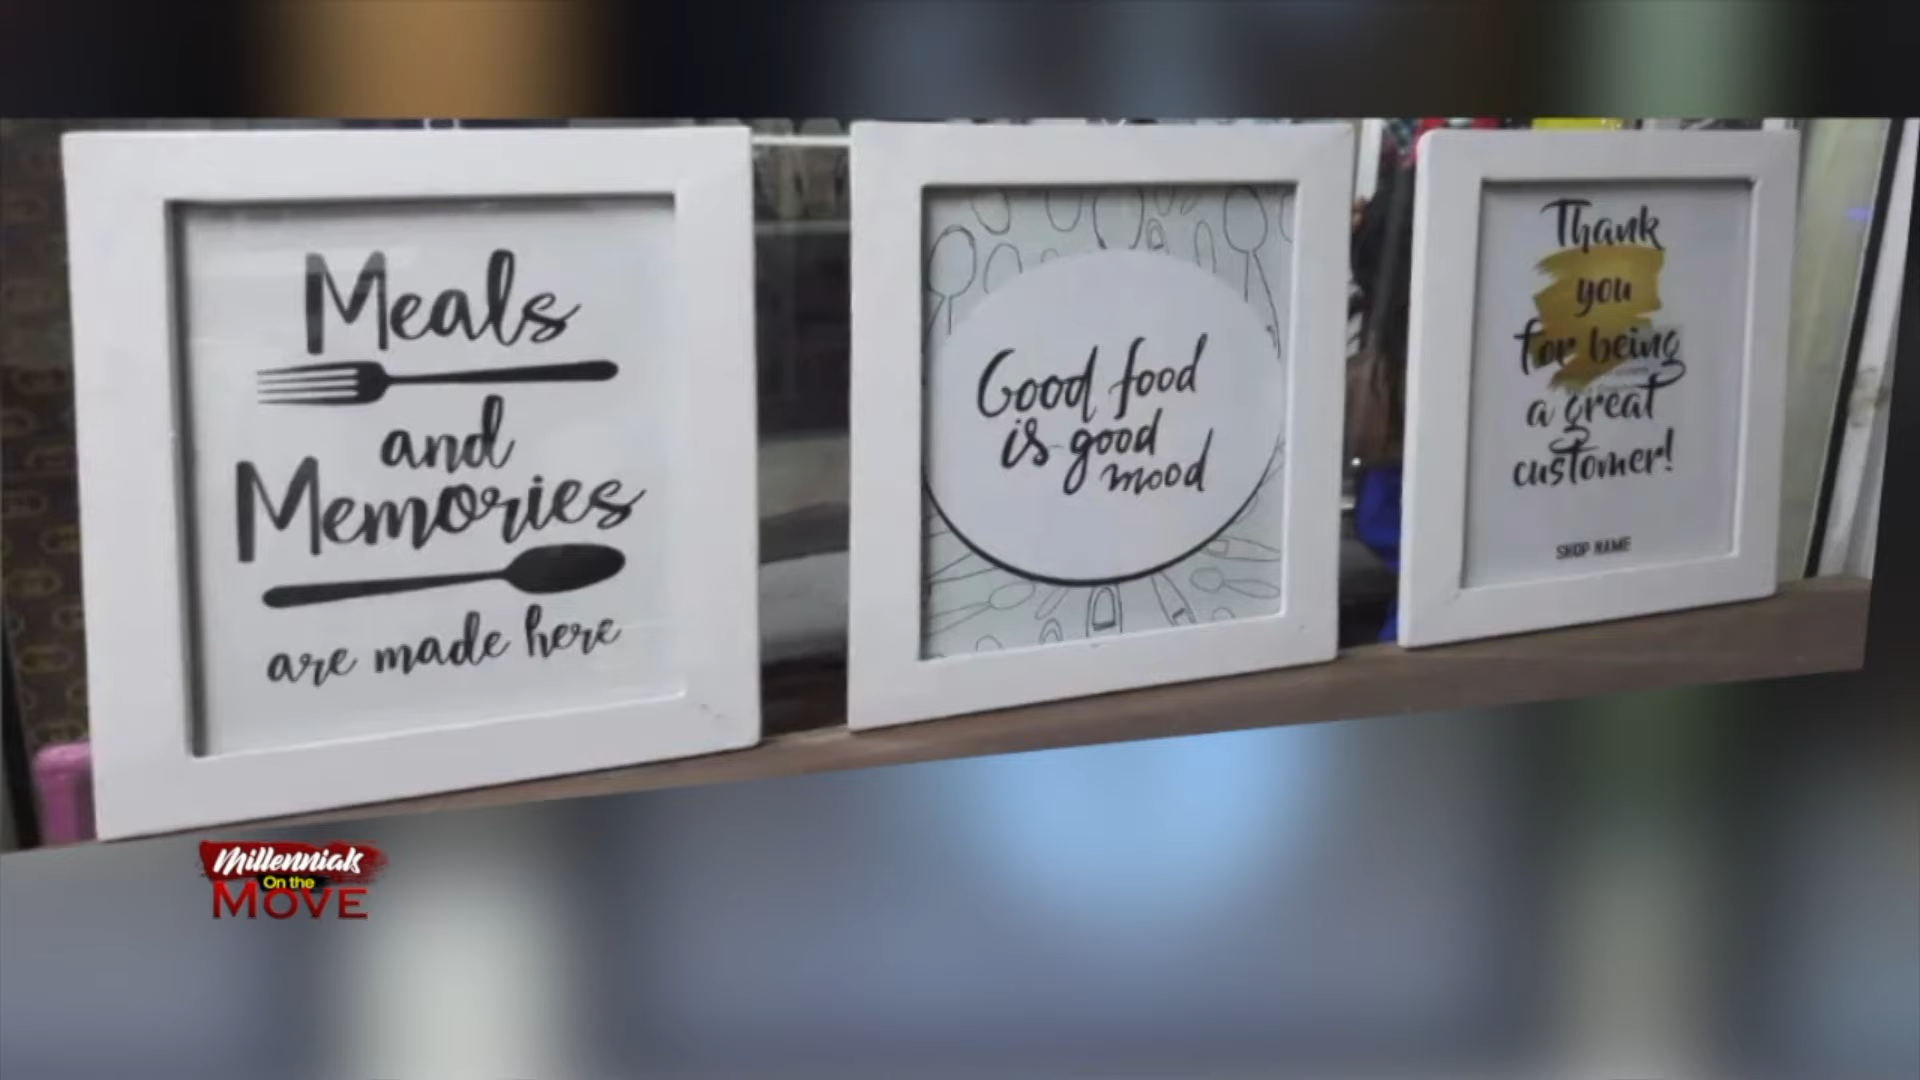 Meals
and
Memories
are made here
Good food
is good
mood
Thank
you
for being
a great
customer!
SHOP NAME
Millennials
On the
MOVE